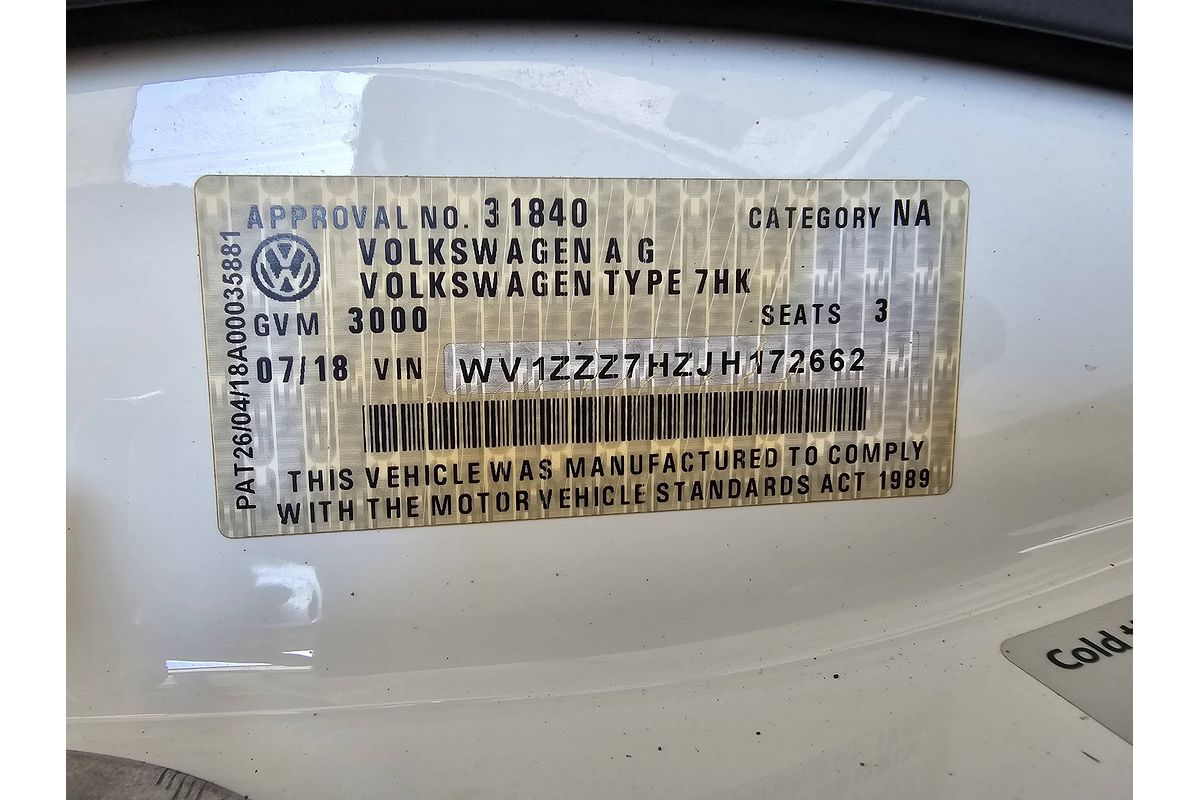 APPROVAL NO. 31840 CATEGORY NA
VOLKSWAGEN AG
VOLKSWAGEN TYPE 7HK
GVM 3000 SEATS 3
07/18 VIN WV1ZZZ7HZJH172662
THIS VEHICLE WAS MANUFACTURED TO COMPLY
WITH THE MOTOR VEHICLE STANDARDS ACT 1989
PAT26/04/18A00035881
Cold